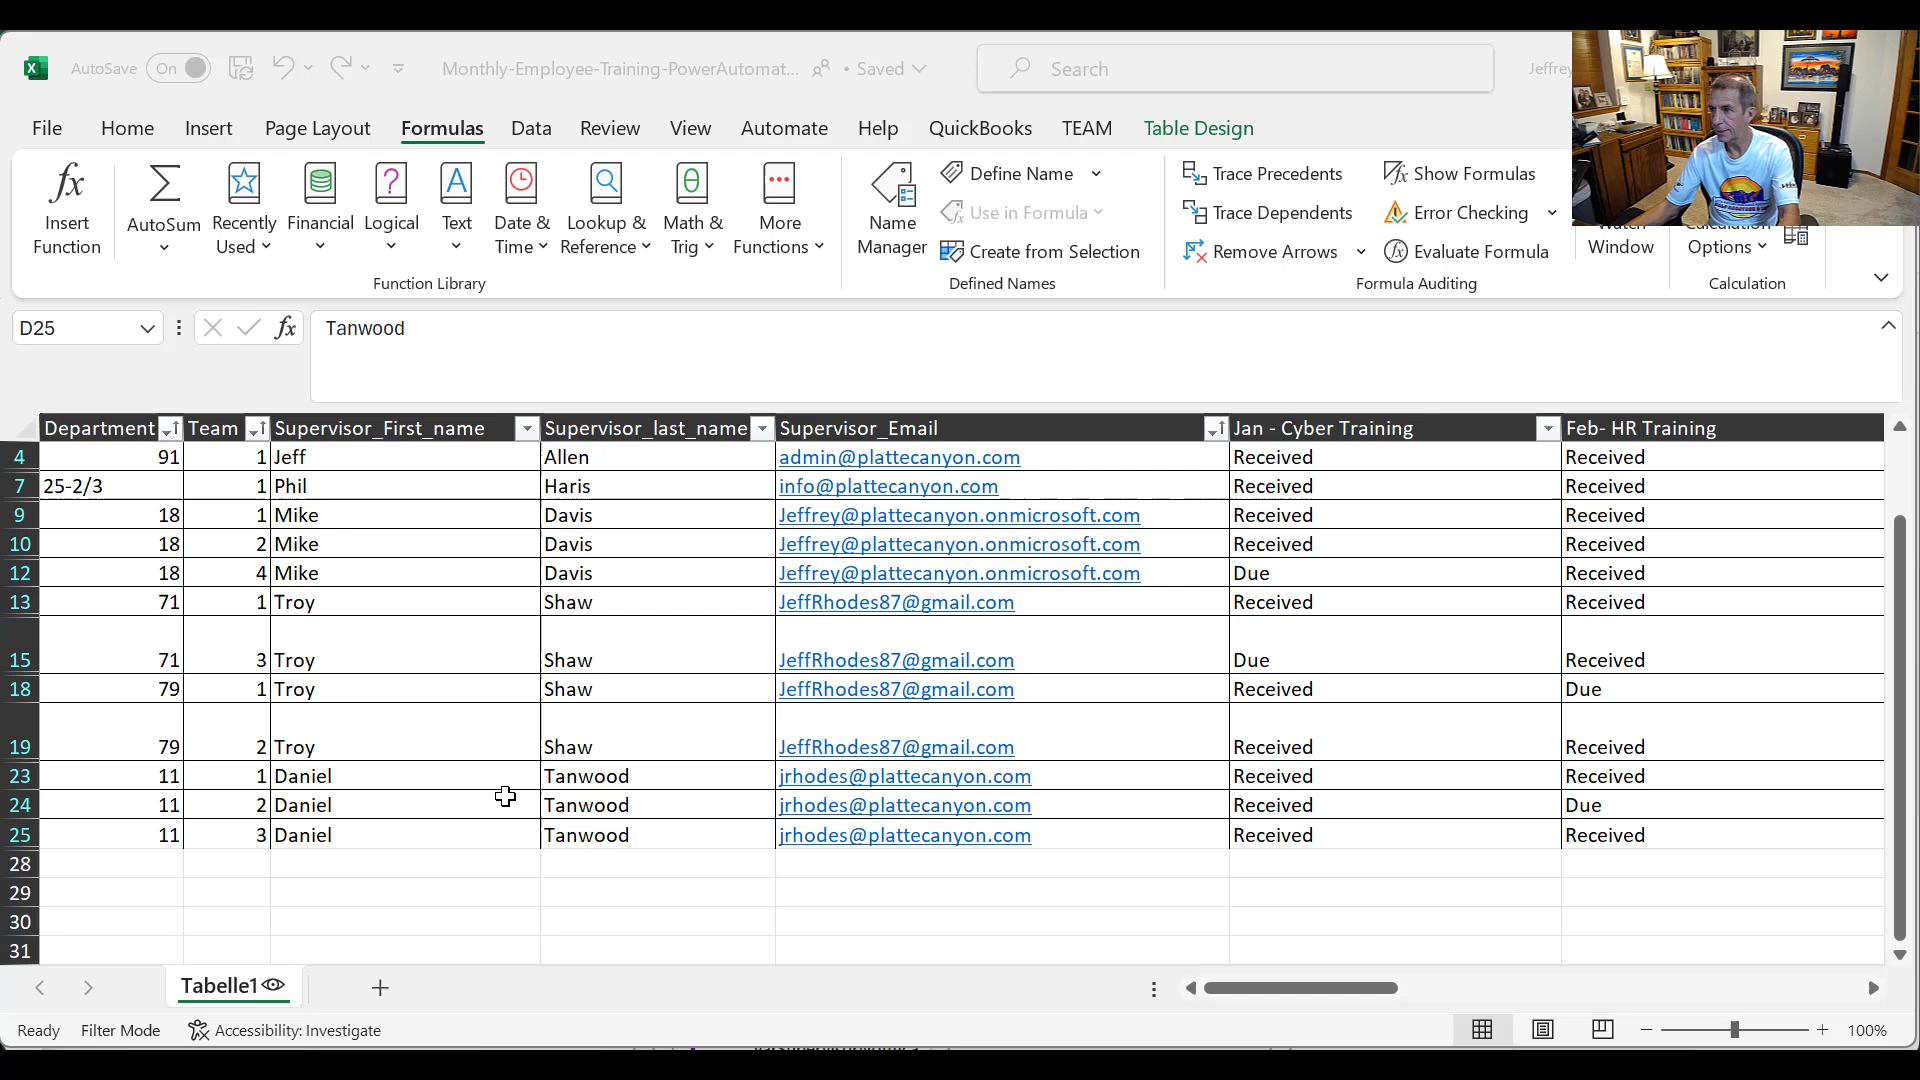 AutoSave On Monthly-Employee-Training-PowerAutomat... • Saved Search Jeffrey
File Home Insert Page Layout Formulas Data Review View Automate Help QuickBooks TEAM Table Design
Insert Function
AutoSum
Recently Used
Financial
Logical
Text
Date & Time
Lookup & Reference
Math & Trig
More Functions
Function Library
Name Manager
Define Name
Use in Formula
Create from Selection
Defined Names
Trace Precedents
Trace Dependents
Remove Arrows
Show Formulas
Error Checking
Evaluate Formula
Formula Auditing
Watch Window
Calculation Options
Calculation
D25 fx Tanwood
Department Team Supervisor_First_name Supervisor_last_name Supervisor_Email Jan - Cyber Training Feb- HR Training
4 91 1 Jeff Allen admin@plattecanyon.com Received Received
7 25-2/3 1 Phil Haris info@plattecanyon.com Received Received
9 18 1 Mike Davis Jeffrey@plattecanyon.onmicrosoft.com Received Received
10 18 2 Mike Davis Jeffrey@plattecanyon.onmicrosoft.com Received Received
12 18 4 Mike Davis Jeffrey@plattecanyon.onmicrosoft.com Due Received
13 71 1 Troy Shaw JeffRhodes87@gmail.com Received Received
15 71 3 Troy Shaw JeffRhodes87@gmail.com Due Received
18 79 1 Troy Shaw JeffRhodes87@gmail.com Received Due
19 79 2 Troy Shaw JeffRhodes87@gmail.com Received Received
23 11 1 Daniel Tanwood jrhodes@plattecanyon.com Received Received
24 11 2 Daniel Tanwood jrhodes@plattecanyon.com Received Due
25 11 3 Daniel Tanwood jrhodes@plattecanyon.com Received Received
28
29
30
31
Tabelle1
Ready Filter Mode Accessibility: Investigate 100%